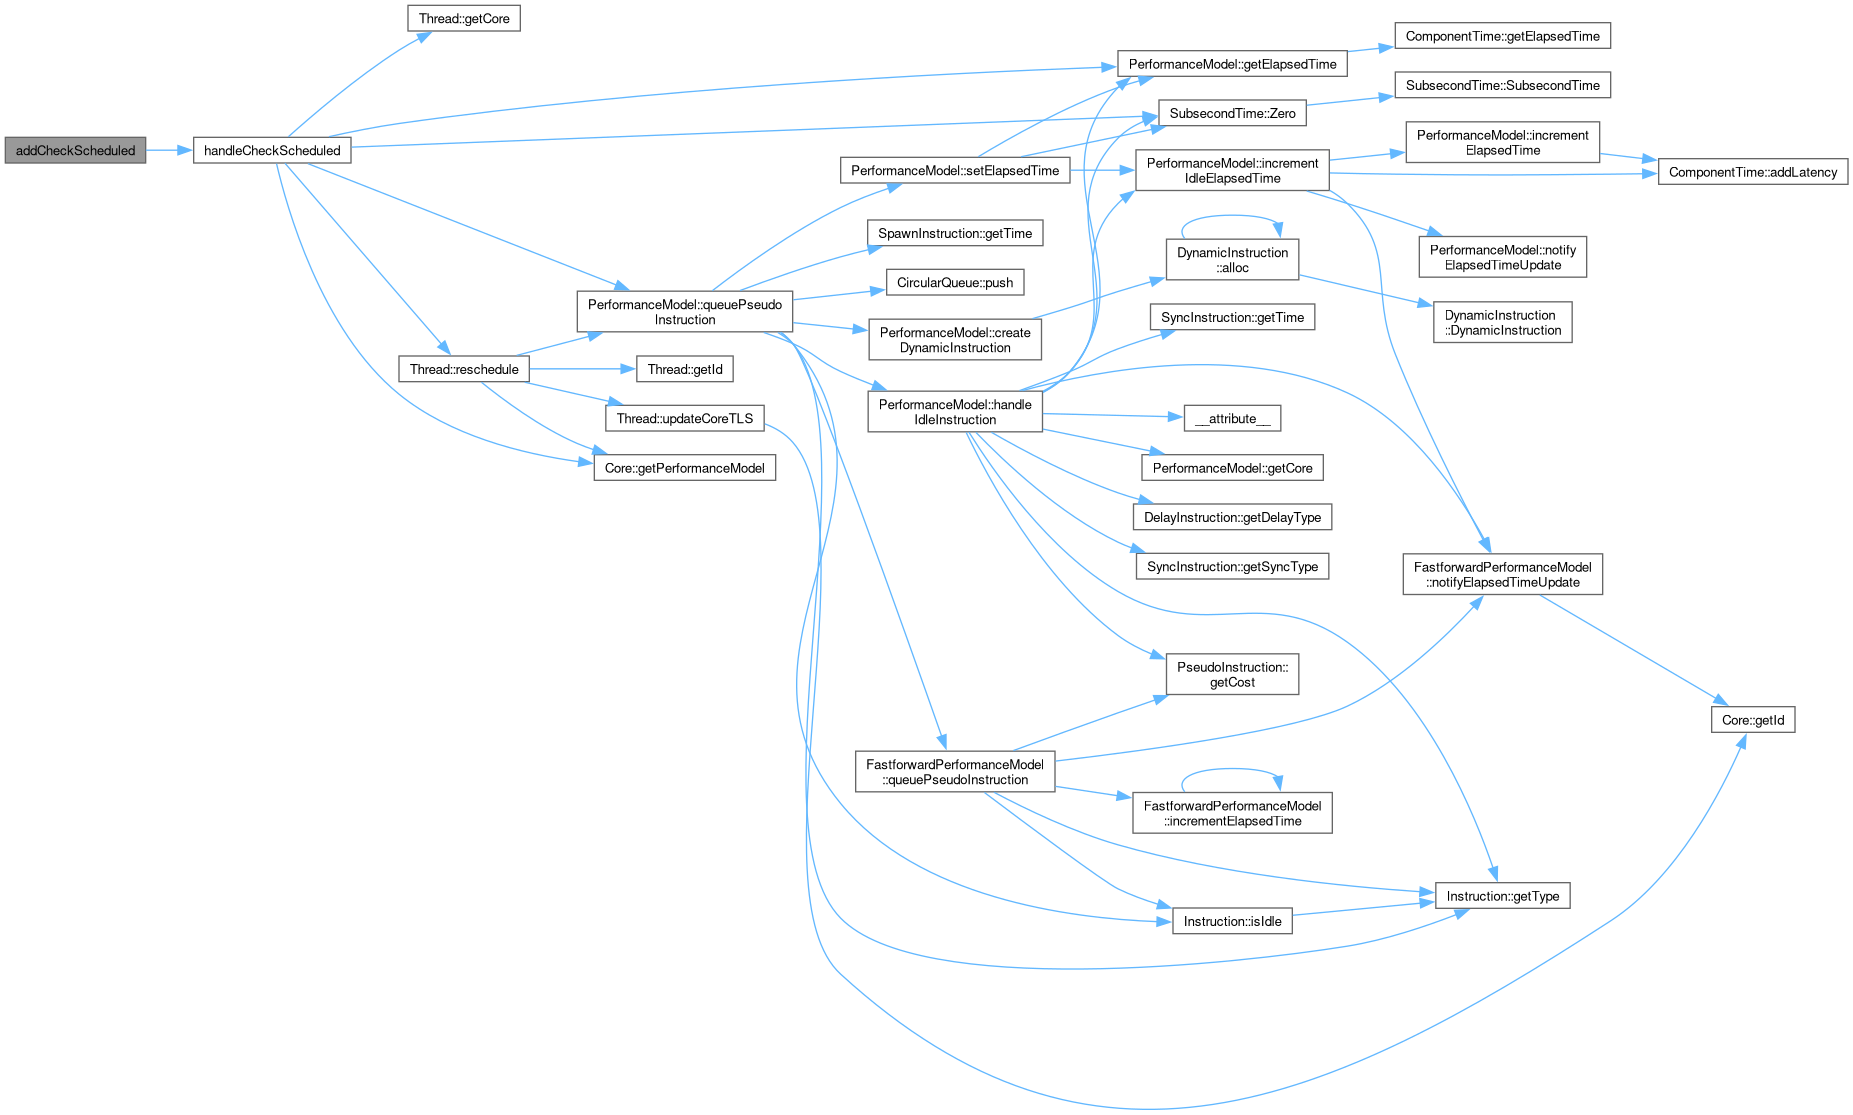 addCheckScheduled
handleCheckScheduled
Thread::getCore
PerformanceModel::queuePseudo
Instruction
Thread::reschedule
Thread::getId
Thread::updateCoreTLS
Core::getPerformanceModel
PerformanceModel::setElapsedTime
SpawnInstruction::getTime
CircularQueue::push
PerformanceModel::create
DynamicInstruction
PerformanceModel::handle
IdleInstruction
FastforwardPerformanceModel
::queuePseudoInstruction
PerformanceModel::getElapsedTime
SubsecondTime::Zero
PerformanceModel::increment
IdleElapsedTime
DynamicInstruction
::alloc
SyncInstruction::getTime
__attribute__
PerformanceModel::getCore
DelayInstruction::getDelayType
SyncInstruction::getSyncType
PseudoInstruction::
getCost
FastforwardPerformanceModel
::incrementElapsedTime
Instruction::isIdle
ComponentTime::getElapsedTime
SubsecondTime::SubsecondTime
PerformanceModel::increment
ElapsedTime
PerformanceModel::notify
ElapsedTimeUpdate
DynamicInstruction
::DynamicInstruction
FastforwardPerformanceModel
::notifyElapsedTimeUpdate
Instruction::getType
ComponentTime::addLatency
Core::getId